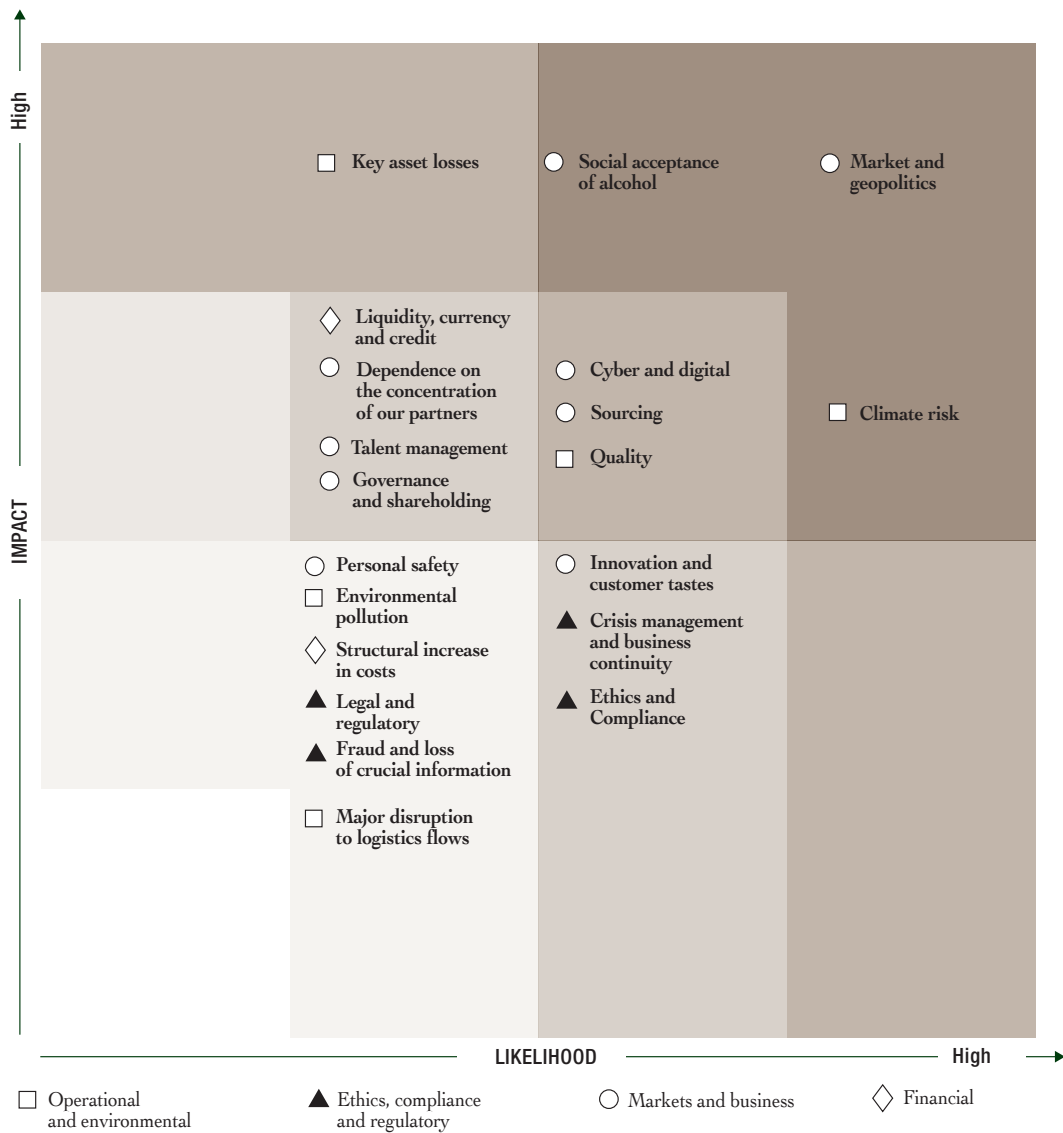 High
IMPACT
Key asset losses
Social acceptance
of alcohol
Market and
geopolitics
Liquidity, currency
and credit
Dependence on
the concentration
of our partners
Talent management
Governance
and shareholding
Cyber and digital
Sourcing
Quality
Climate risk
Personal safety
Environmental
pollution
Structural increase
in costs
Legal and
regulatory
Fraud and loss
of crucial information
Major disruption
to logistics flows
Innovation and
customer tastes
Crisis management
and business
continuity
Ethics and
Compliance
LIKELIHOOD
High
Operational
and environmental
Ethics, compliance
and regulatory
Markets and business
Financial